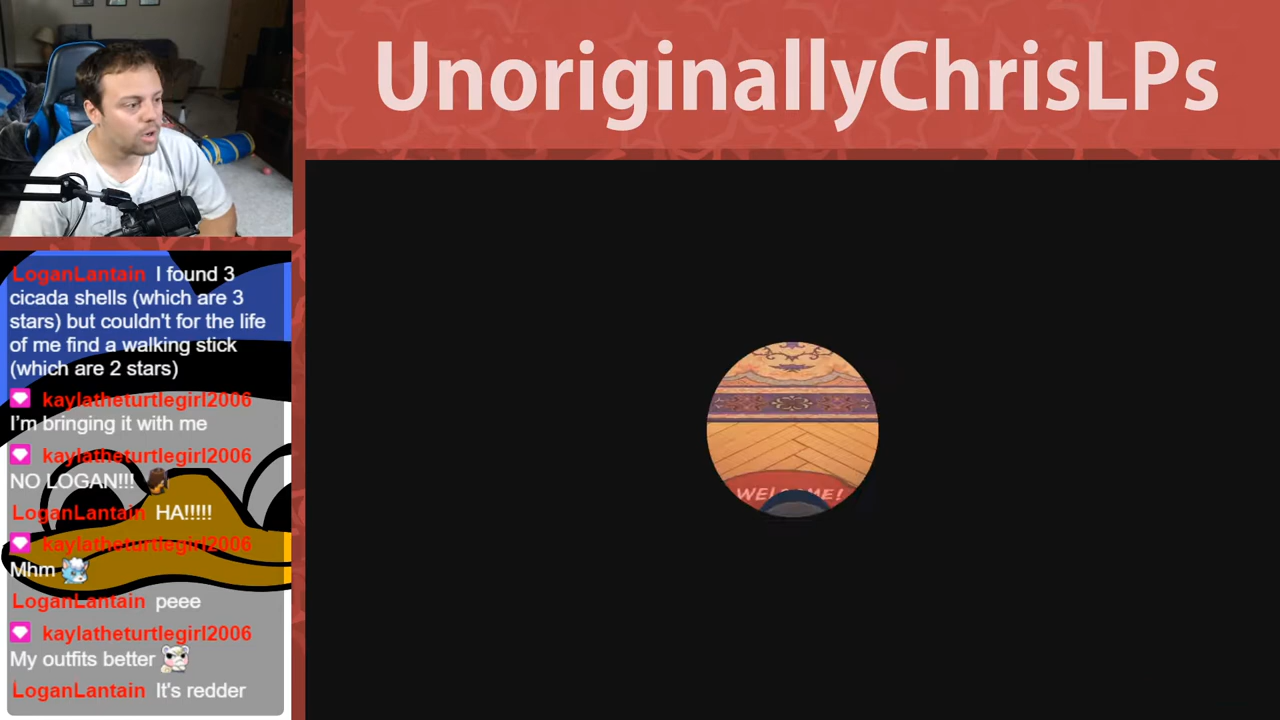 UnoriginallyChrisLPs
LoganLantain I found 3
cicada shells (which are 3
stars) but couldn't for the life
of me find a walking stick
(which are 2 stars)
kaylatheturtlegirl2006
I'm bringing it with me
kaylatheturtlegirl2006
NO LOGAN!!!
LoganLantain HA!!!!!
kaylatheturtlegirl2006
Mhm
LoganLantain peee
kaylatheturtlegirl2006
My outfits better
LoganLantain It's redder
WELCOME!